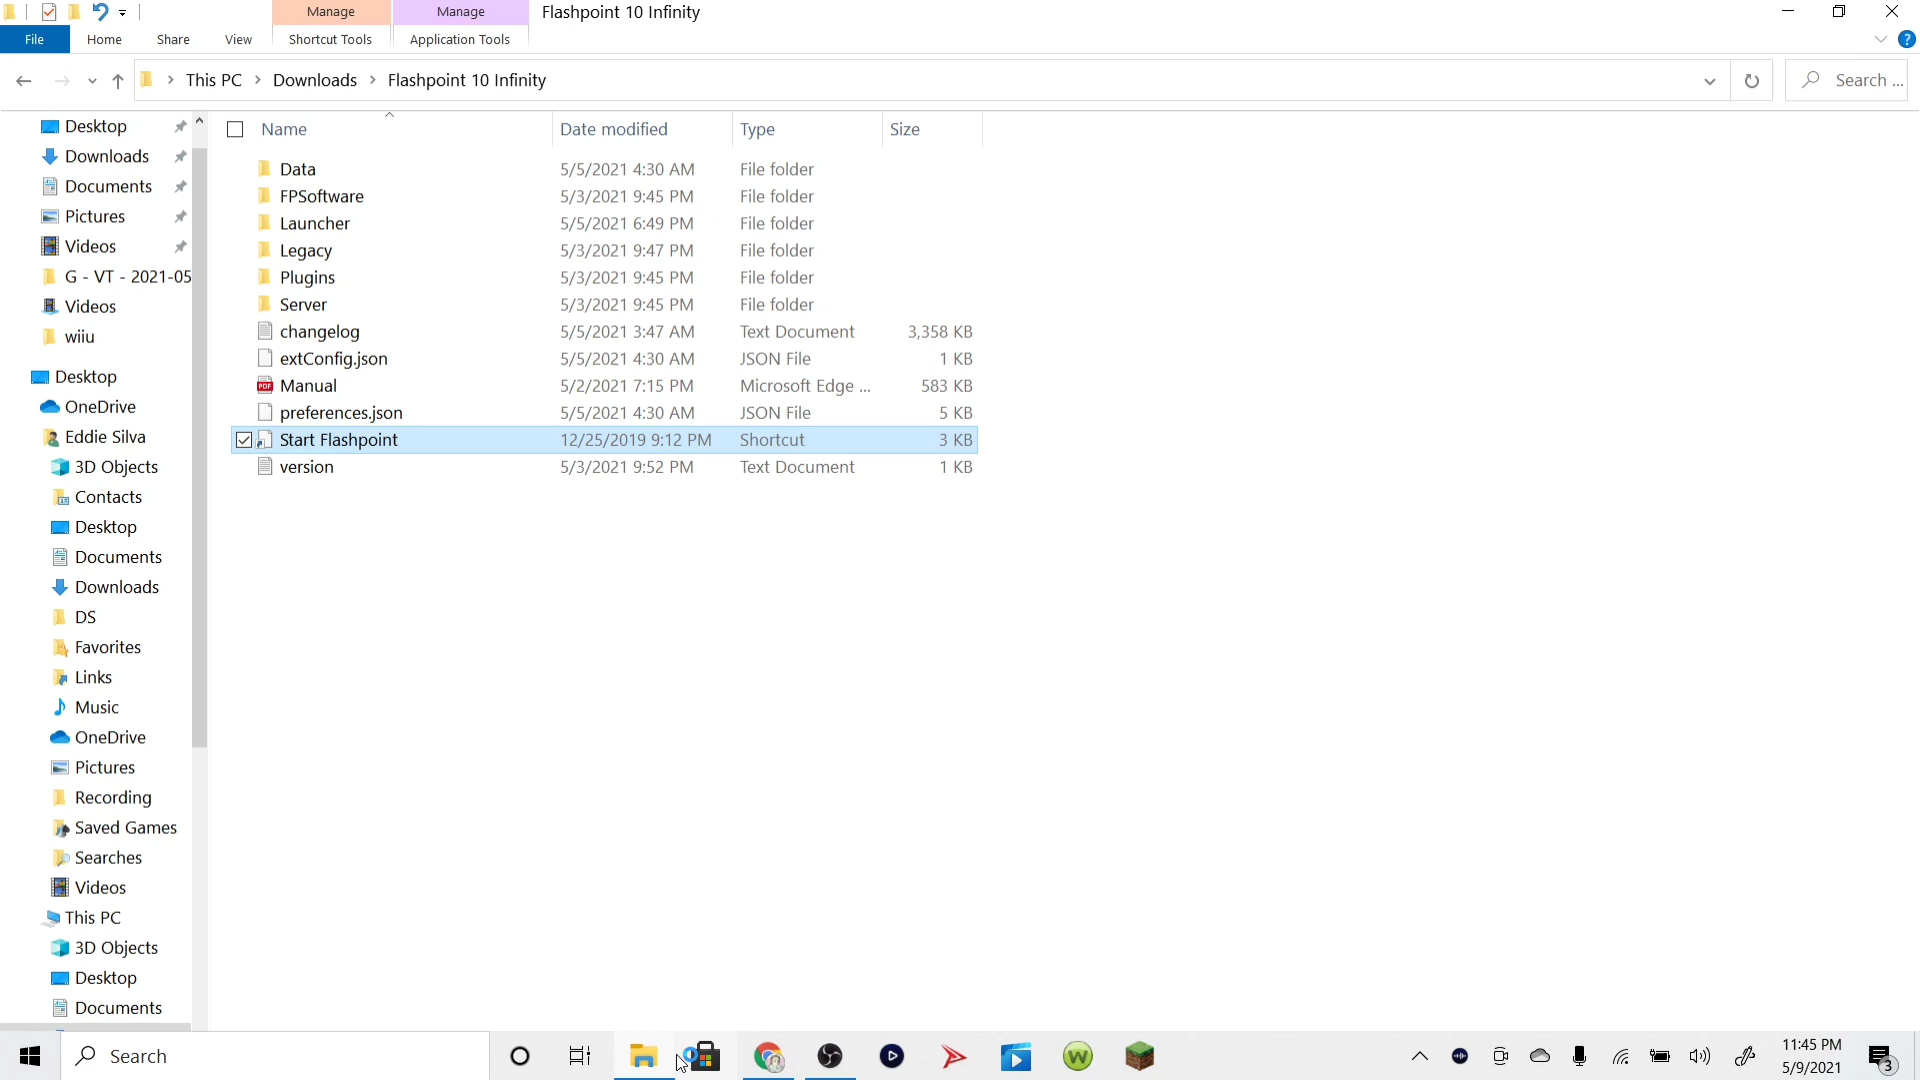 Manage Manage Flashpoint 10 Infinity
File Home Share View Shortcut Tools Application Tools ?
This PC Downloads Flashpoint 10 Infinity Search ...
Name Date modified Type Size
Data 5/5/2021 4:30 AM File folder
FPSoftware 5/3/2021 9:45 PM File folder
Launcher 5/5/2021 6:49 PM File folder
Legacy 5/3/2021 9:47 PM File folder
Plugins 5/3/2021 9:45 PM File folder
Server 5/3/2021 9:45 PM File folder
changelog 5/5/2021 3:47 AM Text Document 3,358 KB
extConfig.json 5/5/2021 4:30 AM JSON File 1 KB
PDF Manual 5/2/2021 7:15 PM Microsoft Edge ... 583 KB
preferences.json 5/5/2021 4:30 AM JSON File 5 KB
Start Flashpoint 12/25/2019 9:12 PM Shortcut 3 KB
version 5/3/2021 9:52 PM Text Document 1 KB
Desktop
Downloads
Documents
Pictures
Videos
G - VT - 2021-05
Videos
wiiu
Desktop
OneDrive
Eddie Silva
3D Objects
Contacts
Desktop
Documents
Downloads
DS
Favorites
Links
Music
OneDrive
Pictures
Recording
Saved Games
Searches
Videos
This PC
3D Objects
Desktop
Documents
Search
W
11:45 PM
5/9/2021
3